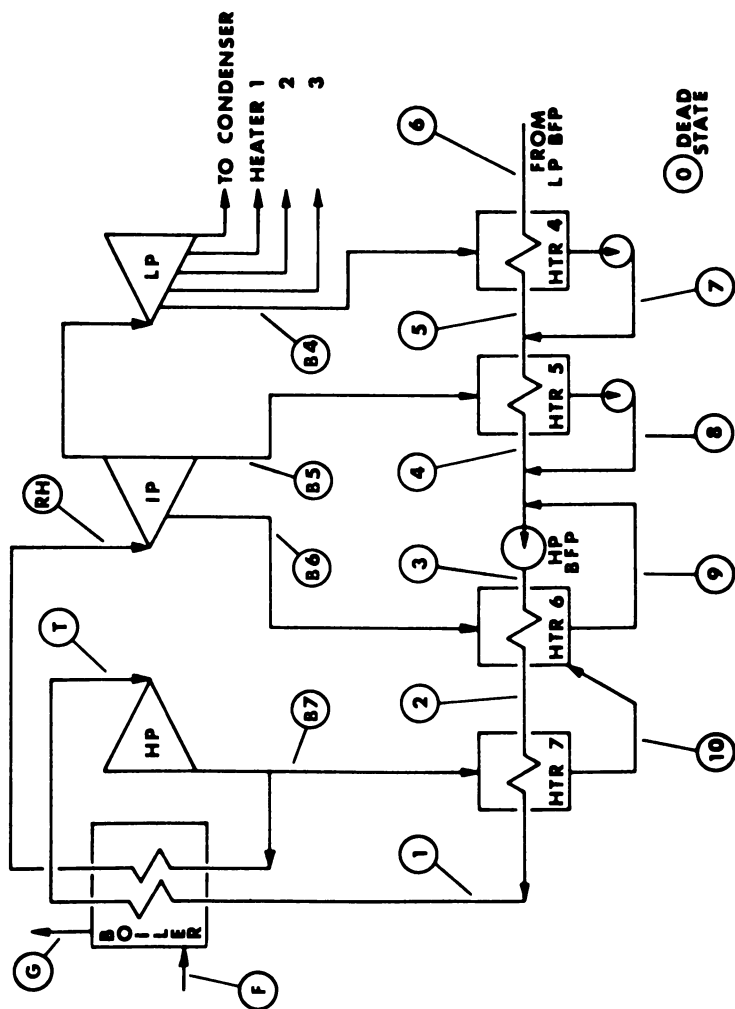 TO CONDENSER
HEATER 1
2
3
LP
B4
IP
RH
B5
B6
HP
T
B7
BOILER
G
F
6
FROM
LP BFP
0 DEAD
STATE
HTR 4
5
7
HTR 5
4
8
HP
BFP
3
HTR 6
9
2
HTR 7
10
1